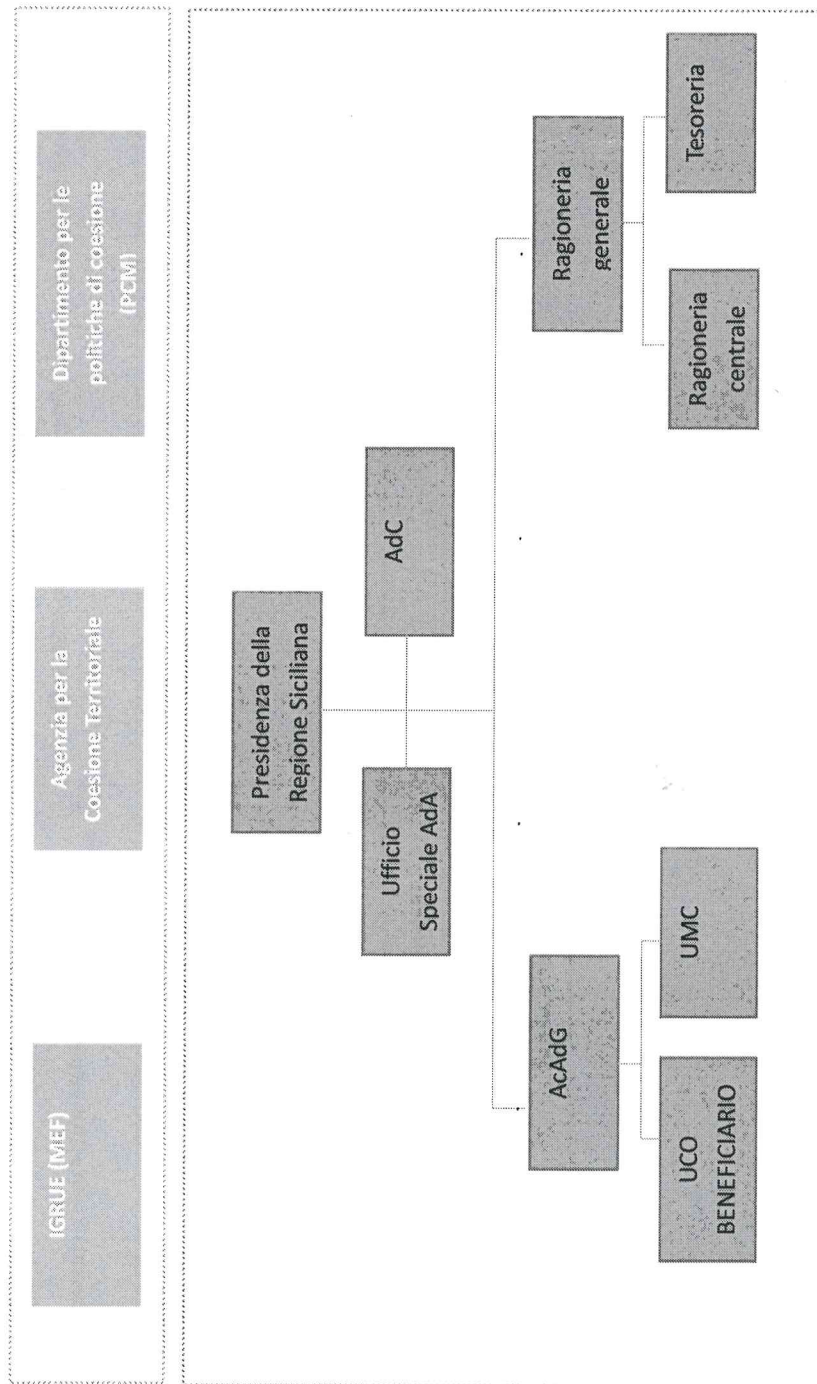 IGRUE (MEF)
Agenzia per la
Coesione Territoriale
Dipartimento per le
politiche di coesione
(PCM)
Presidenza della
Regione Siciliana
Ufficio
Speciale AdA
AdC
AcAdG
Ragioneria
generale
UCO
BENEFICIARIO
UMC
Ragioneria
centrale
Tesoreria